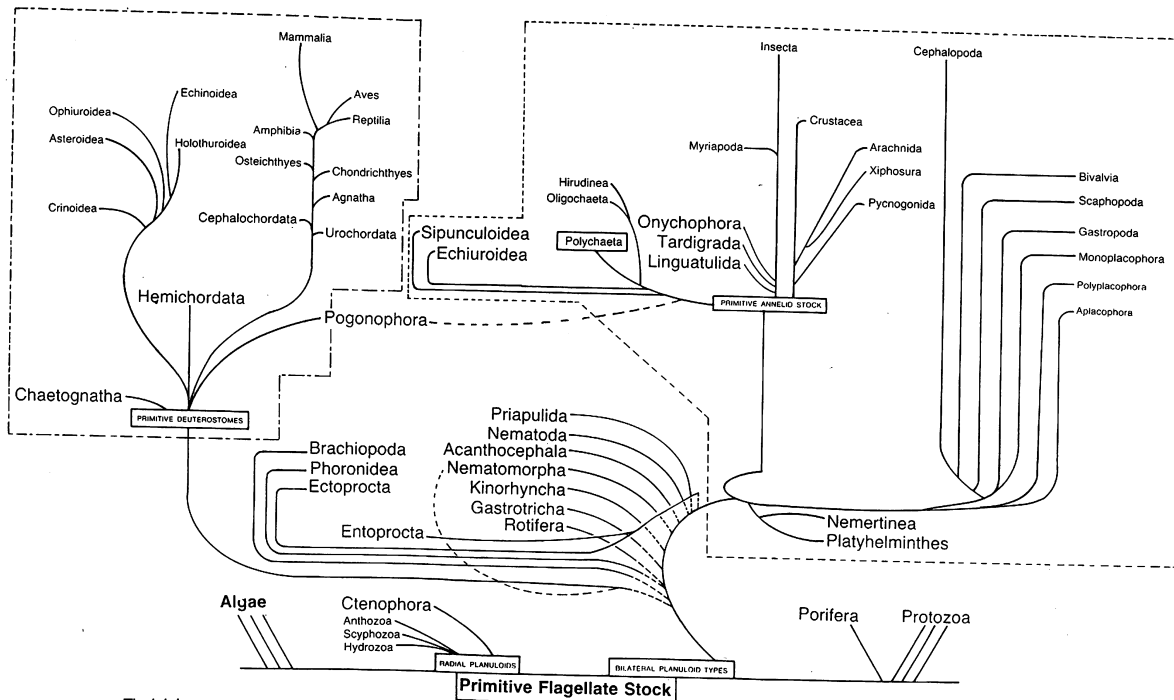 Mammalia
Insecta
Cephalopoda
Echinoidea
Aves
Ophiuroidea
Reptilia
Crustacea
Amphibia
Asteroidea
Holothuroidea
Myriapoda
Arachnida
Osteichthyes
Chondrichthyes
Xiphosura
Bivalvia
Hirudinea
Oligochaeta
Agnatha
Pycnogonida
Scaphopoda
Crinoidea
Cephalochordata
Onychophora
Urochordata
Sipunculoidea
Polychaeta
Tardigrada
Gastropoda
Echiuroidea
Linguatulida
Monoplacophora
Hemichordata
PRIMITIVE ANNELID STOCK
Polyplacophora
Pogonophora
Aplacophora
Chaetognatha
PRIMITIVE DEUTEROSTOMES
Priapulida
Nematoda
Brachiopoda
Acanthocephala
Phoronidea
Nematomorpha
Ectoprocta
Kinorhyncha
Gastrotricha
Rotifera
Entoprocta
Nemertinea
Platyhelminthes
Algae
Ctenophora
Porifera
Protozoa
Anthozoa
Scyphozoa
Hydrozoa
RADIAL PLANULOIDS
BILATERAL PLANULOID TYPES
Primitive Flagellate Stock